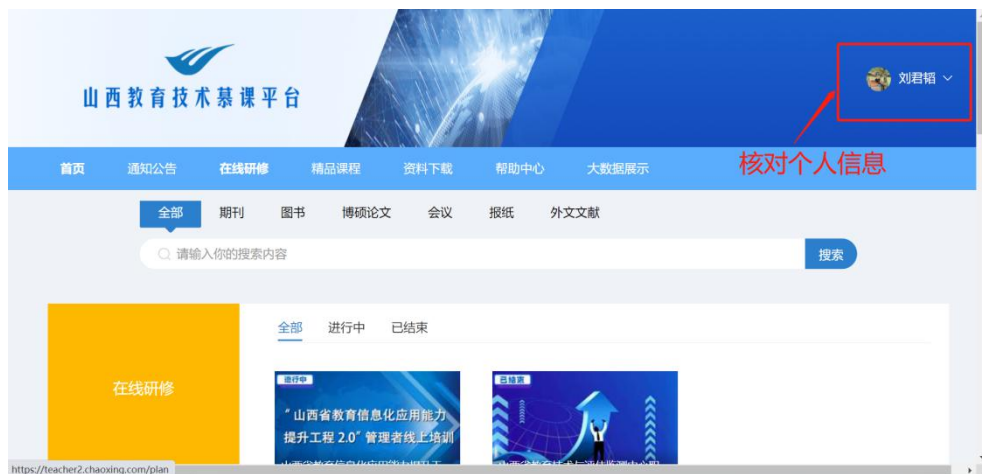 山西教育技术慕课平台
刘君韬
核对个人信息
首页 通知公告 在线研修 精品课程 资料下载 帮助中心 大数据展示
全部 期刊 图书 博硕论文 会议 报纸 外文文献
请输入你的搜索内容 搜索
全部 进行中 已结束
在线研修
进行中
“山西省教育信息化应用能力
提升工程 2.0”管理者线上培训
已结束
https://teacher2.chaoxing.com/plan